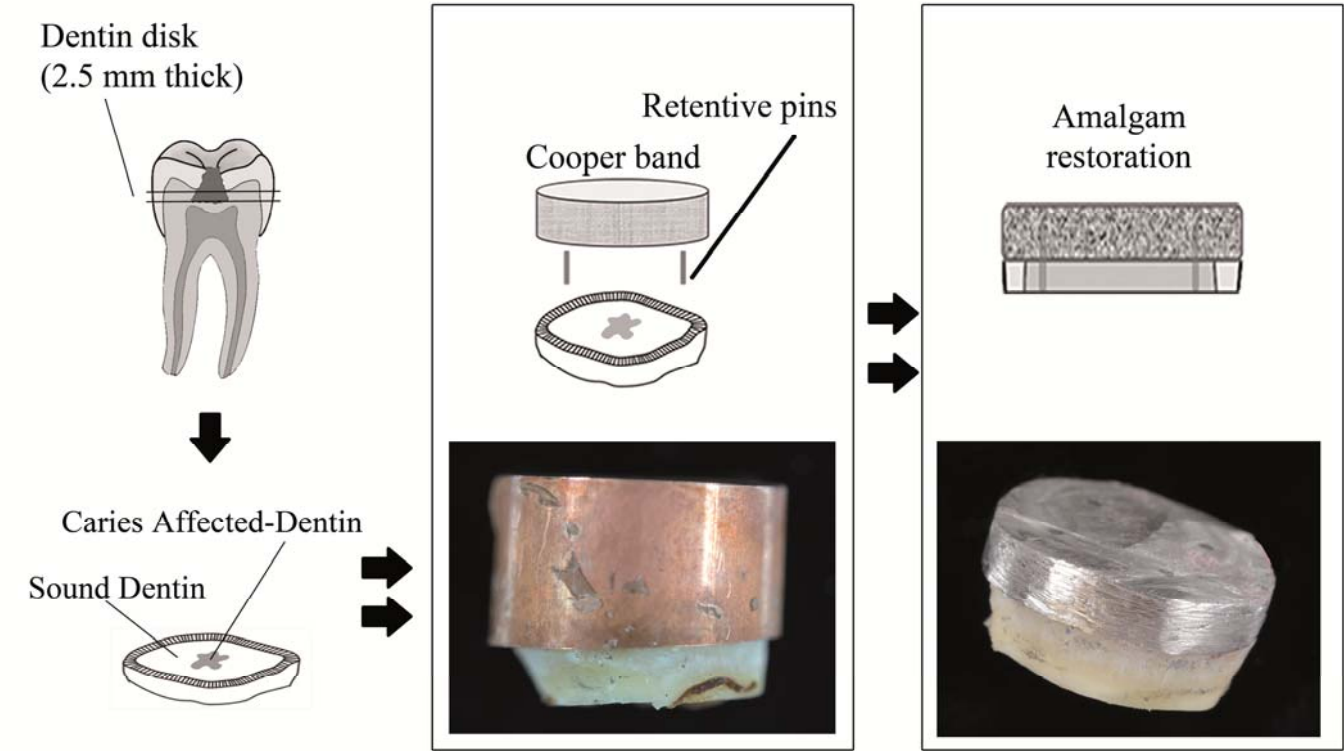 Dentin disk
(2.5 mm thick)
Caries Affected-Dentin
Sound Dentin
Retentive pins
Cooper band
Amalgam
restoration